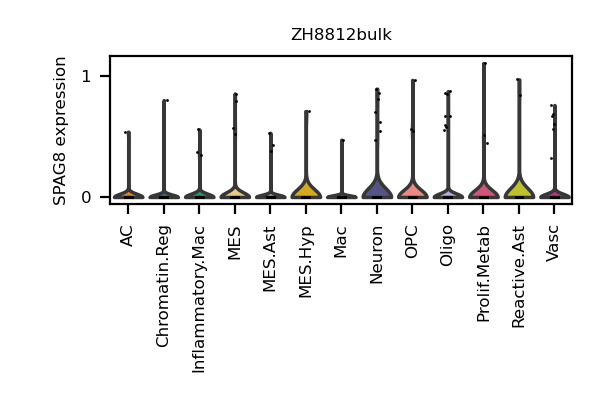 ZH8812bulk
SPAG8 expression
1
0
AC
Chromatin.Reg
Inflammatory.Mac
MES
MES.Ast
MES.Hyp
Mac
Neuron
OPC
Oligo
Prolif.Metab
Reactive.Ast
Vasc